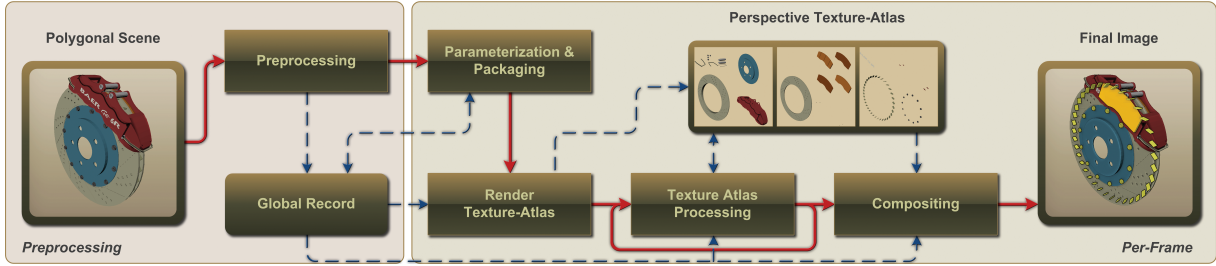 Polygonal Scene
Preprocessing
Parameterization &
Packaging
Perspective Texture-Atlas
Final Image
Global Record
Render
Texture-Atlas
Texture Atlas
Processing
Compositing
Preprocessing
Per-Frame